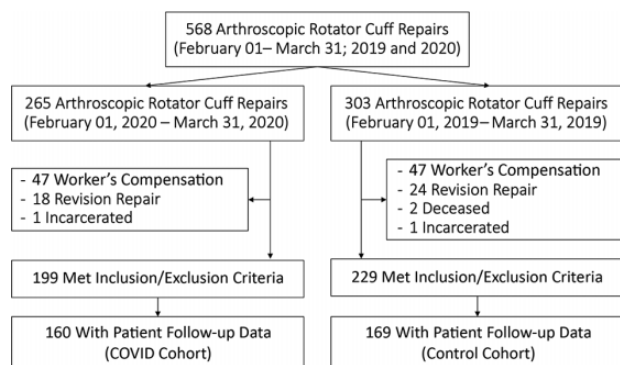 568 Arthroscopic Rotator Cuff Repairs
(February 01– March 31; 2019 and 2020)
265 Arthroscopic Rotator Cuff Repairs
(February 01, 2020 – March 31, 2020)
303 Arthroscopic Rotator Cuff Repairs
(February 01, 2019– March 31, 2019)
- 47 Worker's Compensation
- 18 Revision Repair
- 1 Incarcerated
- 47 Worker's Compensation
- 24 Revision Repair
- 2 Deceased
- 1 Incarcerated
199 Met Inclusion/Exclusion Criteria
229 Met Inclusion/Exclusion Criteria
160 With Patient Follow-up Data
(COVID Cohort)
169 With Patient Follow-up Data
(Control Cohort)